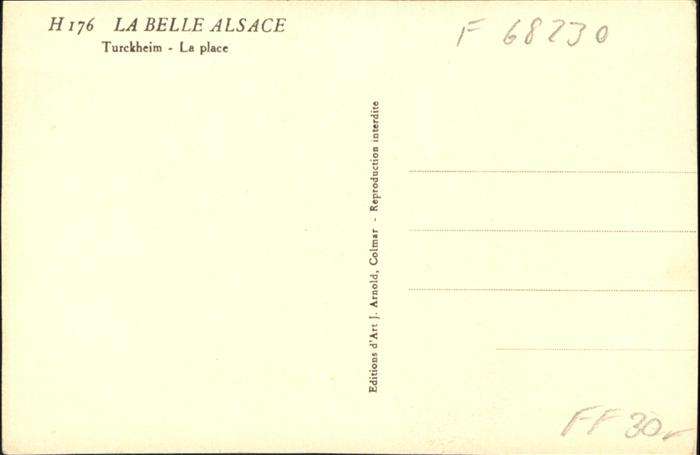 H 176 LA BELLE ALSACE
Turckheim - La place
F 68230
Editions d'Art J. Arnold, Colmar - Reproduction interdite
FF 30,-